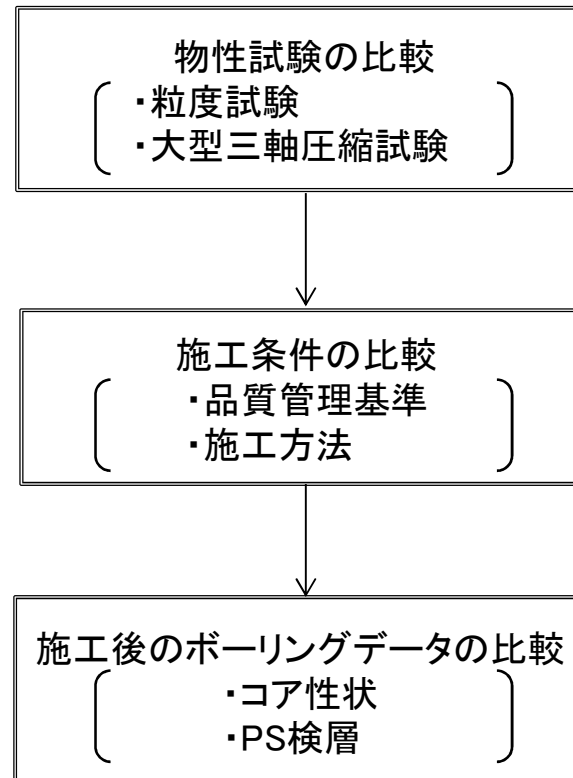 物性試験の比較
・粒度試験
・大型三軸圧縮試験
施工条件の比較
・品質管理基準
・施工方法
施工後のボーリングデータの比較
・コア性状
・PS検層